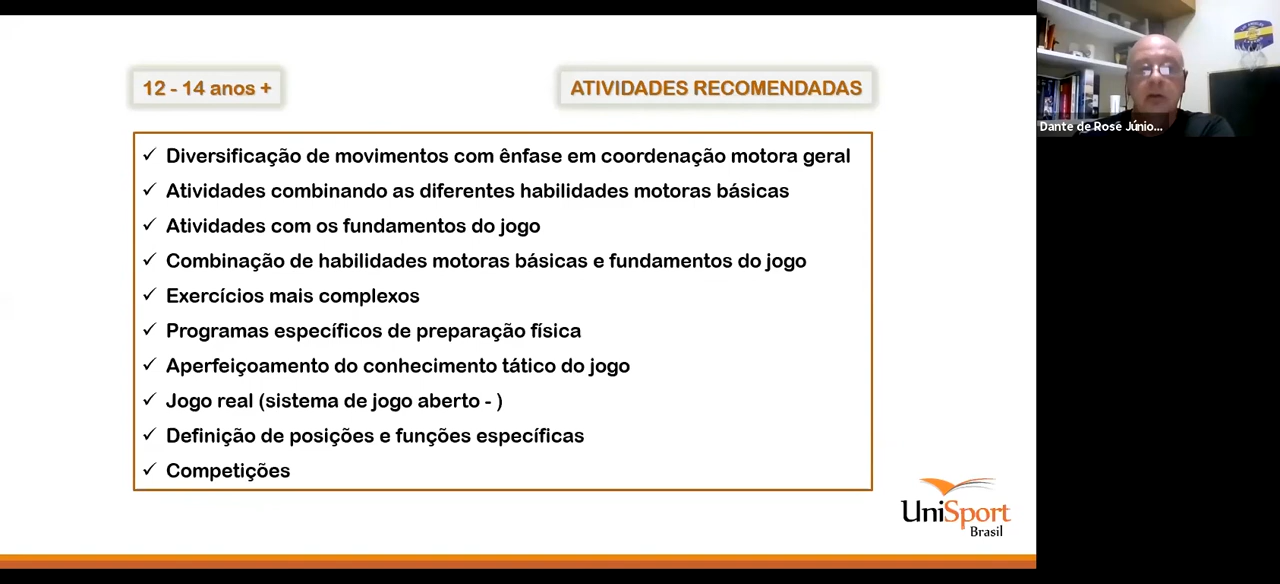 12 - 14 anos +
ATIVIDADES RECOMENDADAS
✓ Diversificação de movimentos com ênfase em coordenação motora geral
✓ Atividades combinando as diferentes habilidades motoras básicas
✓ Atividades com os fundamentos do jogo
✓ Combinação de habilidades motoras básicas e fundamentos do jogo
✓ Exercícios mais complexos
✓ Programas específicos de preparação física
✓ Aperfeiçoamento do conhecimento tático do jogo
✓ Jogo real (sistema de jogo aberto - )
✓ Definição de posições e funções específicas
✓ Competições
UniSport
Brasil
Dante de Rose Júnio...